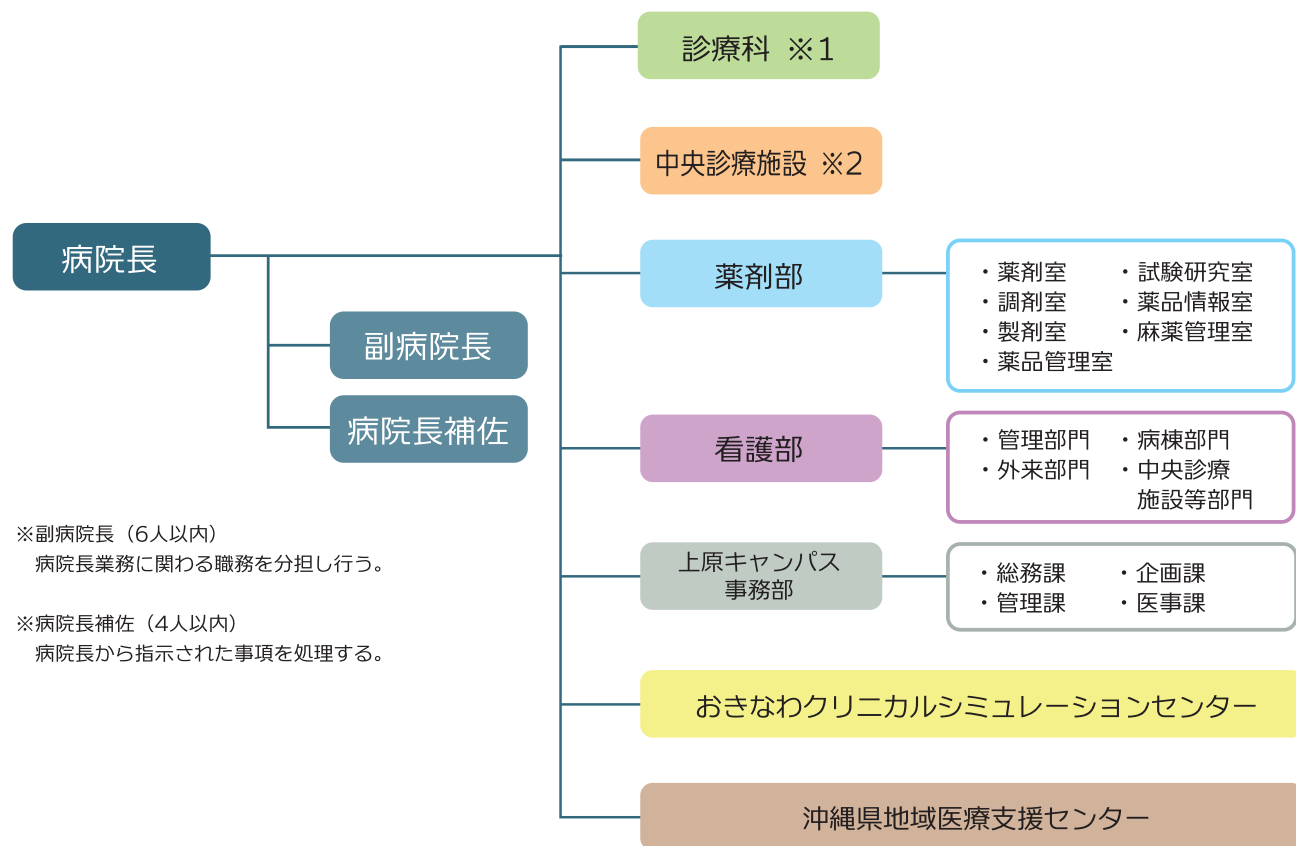 診療科 ※1
中央診療施設 ※2
病院長
薬剤部
・薬剤室
・調剤室
・製剤室
・薬品管理室
・試験研究室
・薬品情報室
・麻薬管理室
副病院長
病院長補佐
看護部
・管理部門
・外来部門
・病棟部門
・中央診療
施設等部門
※副病院長（6人以内）
病院長業務に関わる職務を分担し行う。
※病院長補佐（4人以内）
病院長から指示された事項を処理する。
上原キャンパス
事務部
・総務課
・管理課
・企画課
・医事課
おきなわクリニカルシミュレーションセンター
沖縄県地域医療支援センター